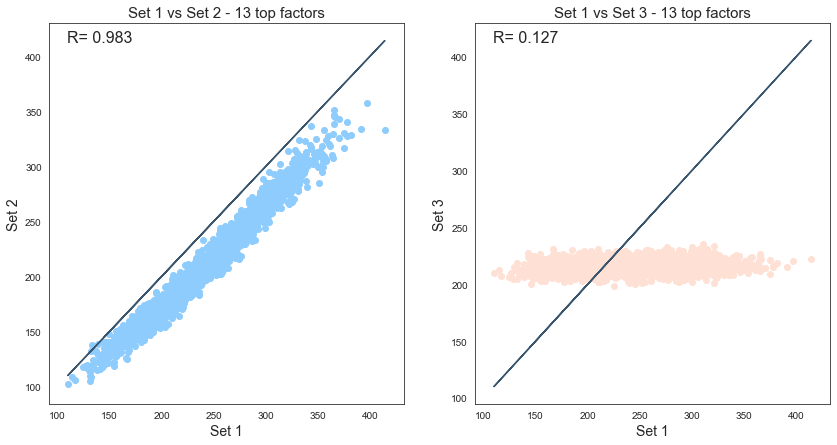 Set 1 vs Set 2 - 13 top factors
R= 0.983
400
350
300
250
200
150
100
Set 2
100 150 200 250 300 350 400
Set 1
Set 1 vs Set 3 - 13 top factors
R= 0.127
400
350
300
250
200
150
100
Set 3
100 150 200 250 300 350 400
Set 1